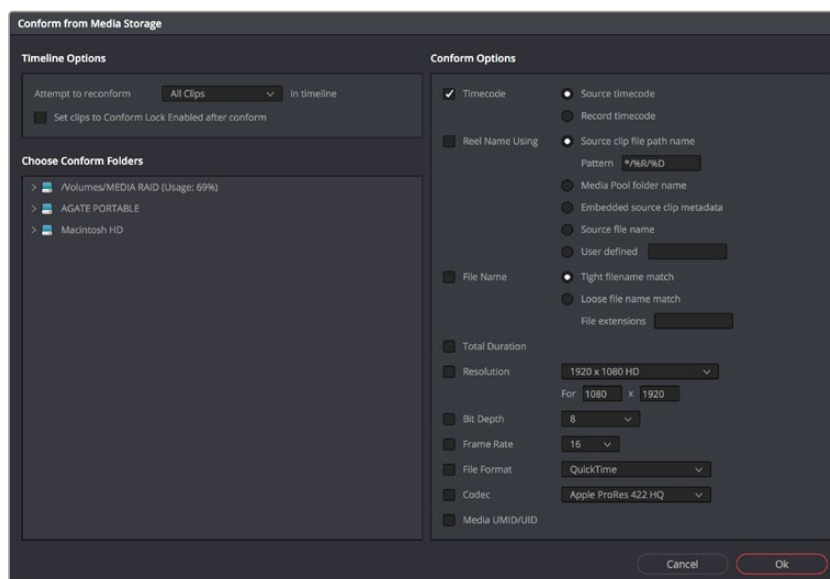 Conform from Media Storage
Timeline Options
Attempt to reconform All Clips in timeline
Set clips to Conform Lock Enabled after conform
Choose Conform Folders
/Volumes/MEDIA RAID (Usage: 69%)
AGATE PORTABLE
Macintosh HD
Conform Options
Timecode Source timecode
Record timecode
Reel Name Using Source clip file path name
Pattern */%R/%D
Media Pool folder name
Embedded source clip metadata
Source file name
User defined
File Name Tight filename match
Loose file name match
File extensions
Total Duration
Resolution 1920 x 1080 HD
For 1080 x 1920
Bit Depth 8
Frame Rate 16
File Format QuickTime
Codec Apple ProRes 422 HQ
Media UMID/UID
Cancel Ok